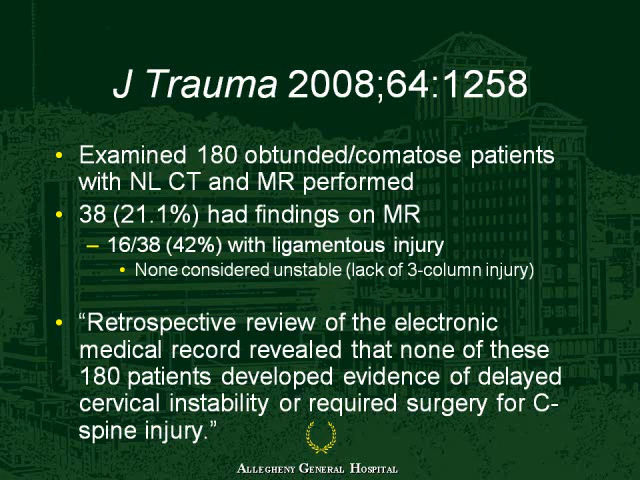 J Trauma 2008;64:1258
• Examined 180 obtunded/comatose patients
with NL CT and MR performed
• 38 (21.1%) had findings on MR
– 16/38 (42%) with ligamentous injury
• None considered unstable (lack of 3-column injury)
• “Retrospective review of the electronic
medical record revealed that none of these
180 patients developed evidence of delayed
cervical instability or required surgery for C-
spine injury.”
ALLEGHENY GENERAL HOSPITAL